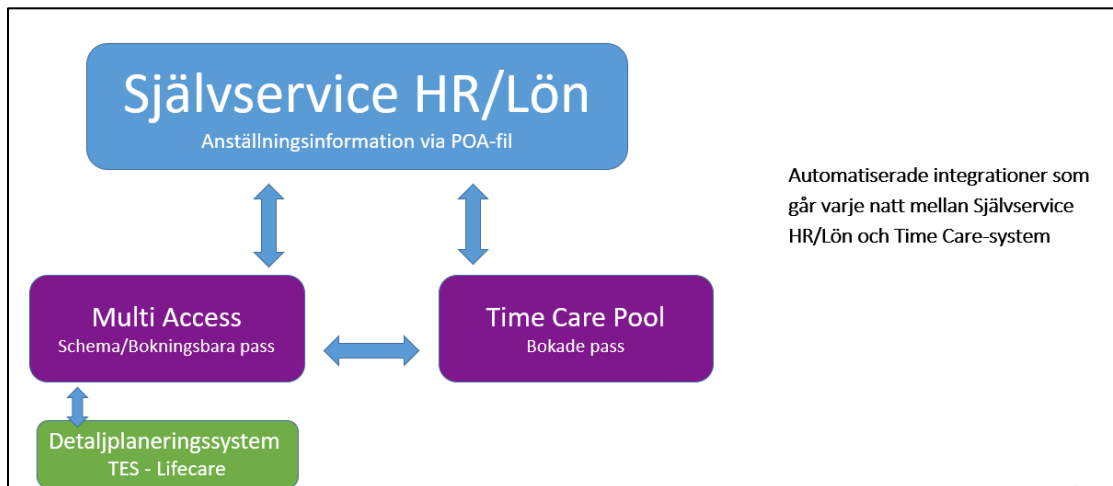 Självservice HR/Lön
Anställningsinformation via POA-fil
Automatiserade integrationer som
går varje natt mellan Självservice
HR/Lön och Time Care-system
Multi Access
Schema/Bokningsbara pass
Time Care Pool
Bokade pass
Detaljplaneringssystem
TES - Lifecare